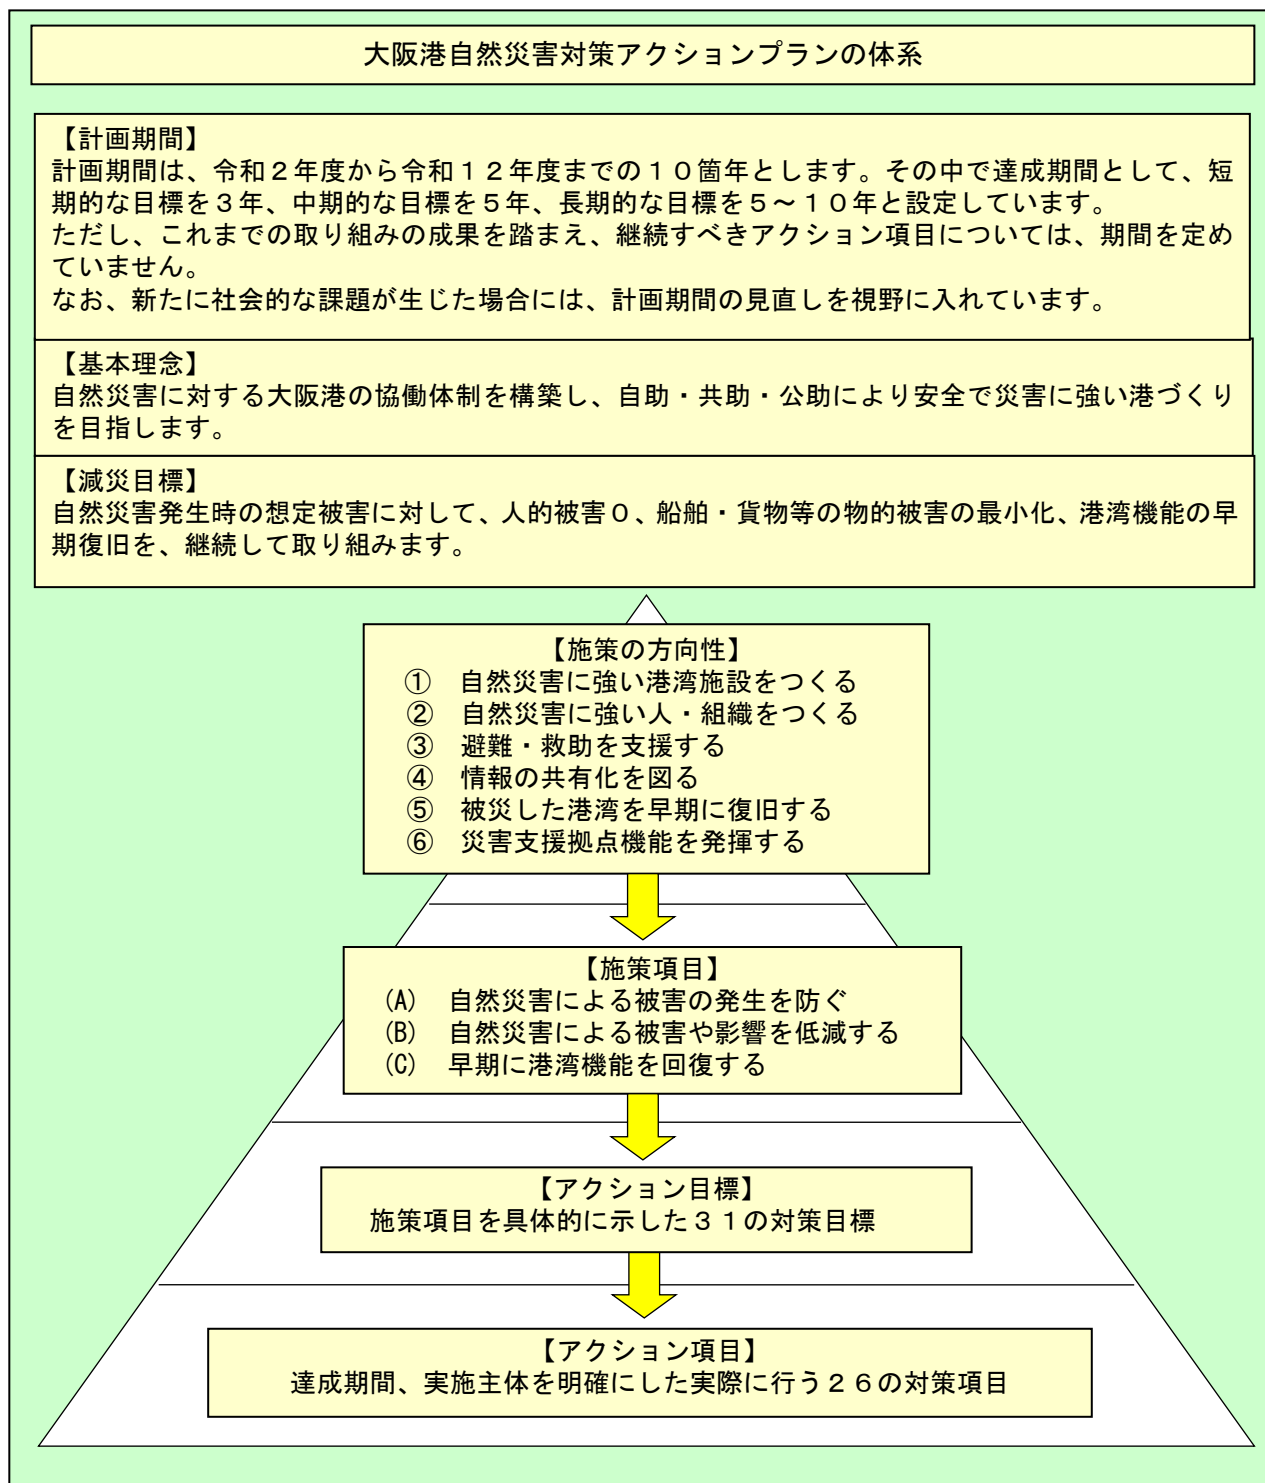 大阪港自然災害対策アクションプランの体系
【計画期間】
計画期間は、令和２年度から令和１２年度までの１０箇年とします。その中で達成期間として、短
期的な目標を３年、中期的な目標を５年、長期的な目標を５～１０年と設定しています。
ただし、これまでの取り組みの成果を踏まえ、継続すべきアクション項目については、期間を定め
ていません。
なお、新たに社会的な課題が生じた場合には、計画期間の見直しを視野に入れています。
【基本理念】
自然災害に対する大阪港の協働体制を構築し、自助・共助・公助により安全で災害に強い港づくり
を目指します。
【減災目標】
自然災害発生時の想定被害に対して、人的被害０、船舶・貨物等の物的被害の最小化、港湾機能の早
期復旧を、継続して取り組みます。
【施策の方向性】
①　自然災害に強い港湾施設をつくる
②　自然災害に強い人・組織をつくる
③　避難・救助を支援する
④　情報の共有化を図る
⑤　被災した港湾を早期に復旧する
⑥　災害支援拠点機能を発揮する
【施策項目】
(A)　自然災害による被害の発生を防ぐ
(B)　自然災害による被害や影響を低減する
(C)　早期に港湾機能を回復する
【アクション目標】
施策項目を具体的に示した３１の対策目標
【アクション項目】
達成期間、実施主体を明確にした実際に行う２６の対策項目